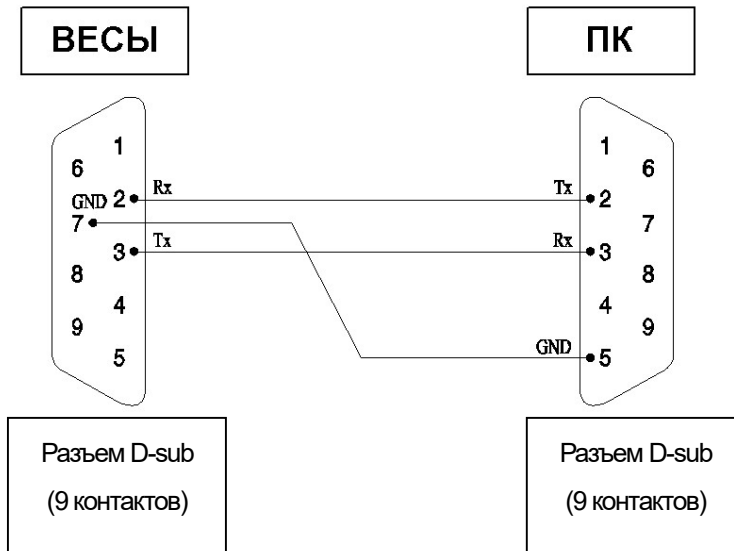 ВЕСЫ
ПК
1
6
2
GND
7
3
8
4
9
5
Rx
Tx
Tx
Rx
GND
1
6
2
7
3
8
4
9
5
Разъем D-sub
(9 контактов)
Разъем D-sub
(9 контактов)